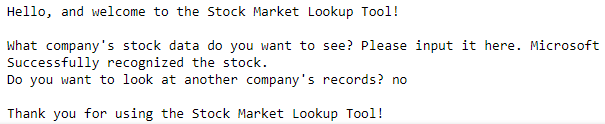 Hello, and welcome to the Stock Market Lookup Tool!
What company's stock data do you want to see? Please input it here. Microsoft
Successfully recognized the stock.
Do you want to look at another company's records? no
Thank you for using the Stock Market Lookup Tool!